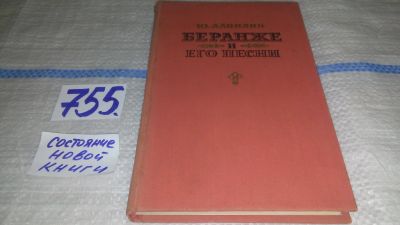 Ю. ДАНИЛИН
БЕРАНЖЕ
И
ЕГО ПЕСНИ
755.
СОСТОЯНИЕ
НОВОЙ
КНИГИ